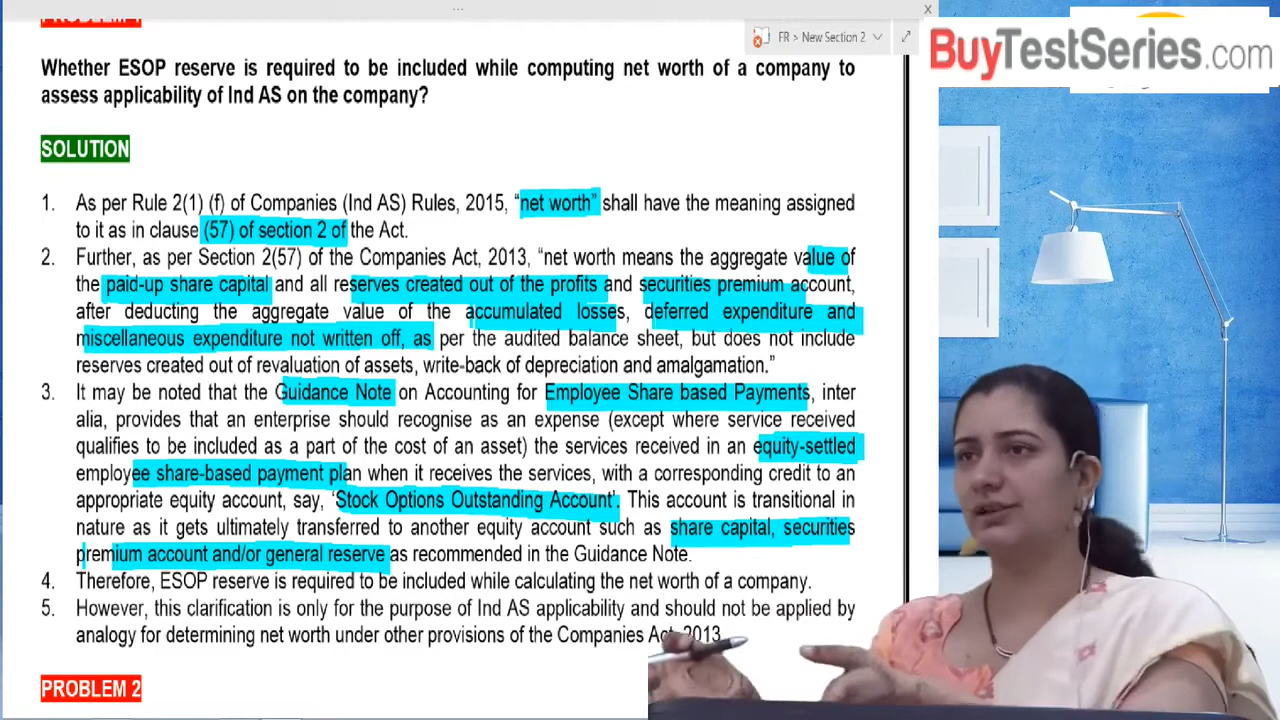 PROBLEM 1
FR > New Section 2
BuyTestSeries.com
Whether ESOP reserve is required to be included while computing net worth of a company to
assess applicability of Ind AS on the company?
SOLUTION
1. As per Rule 2(1) (f) of Companies (Ind AS) Rules, 2015, “net worth” shall have the meaning assigned
to it as in clause (57) of section 2 of the Act.
2. Further, as per Section 2(57) of the Companies Act, 2013, “net worth means the aggregate value of
the paid-up share capital and all reserves created out of the profits and securities premium account,
after deducting the aggregate value of the accumulated losses, deferred expenditure and
miscellaneous expenditure not written off, as per the audited balance sheet, but does not include
reserves created out of revaluation of assets, write-back of depreciation and amalgamation.”
3. It may be noted that the Guidance Note on Accounting for Employee Share based Payments, inter
alia, provides that an enterprise should recognise as an expense (except where service received
qualifies to be included as a part of the cost of an asset) the services received in an equity-settled
employee share-based payment plan when it receives the services, with a corresponding credit to an
appropriate equity account, say, ‘Stock Options Outstanding Account’. This account is transitional in
nature as it gets ultimately transferred to another equity account such as share capital, securities
premium account and/or general reserve as recommended in the Guidance Note.
4. Therefore, ESOP reserve is required to be included while calculating the net worth of a company.
5. However, this clarification is only for the purpose of Ind AS applicability and should not be applied by
analogy for determining net worth under other provisions of the Companies Act, 2013.
PROBLEM 2